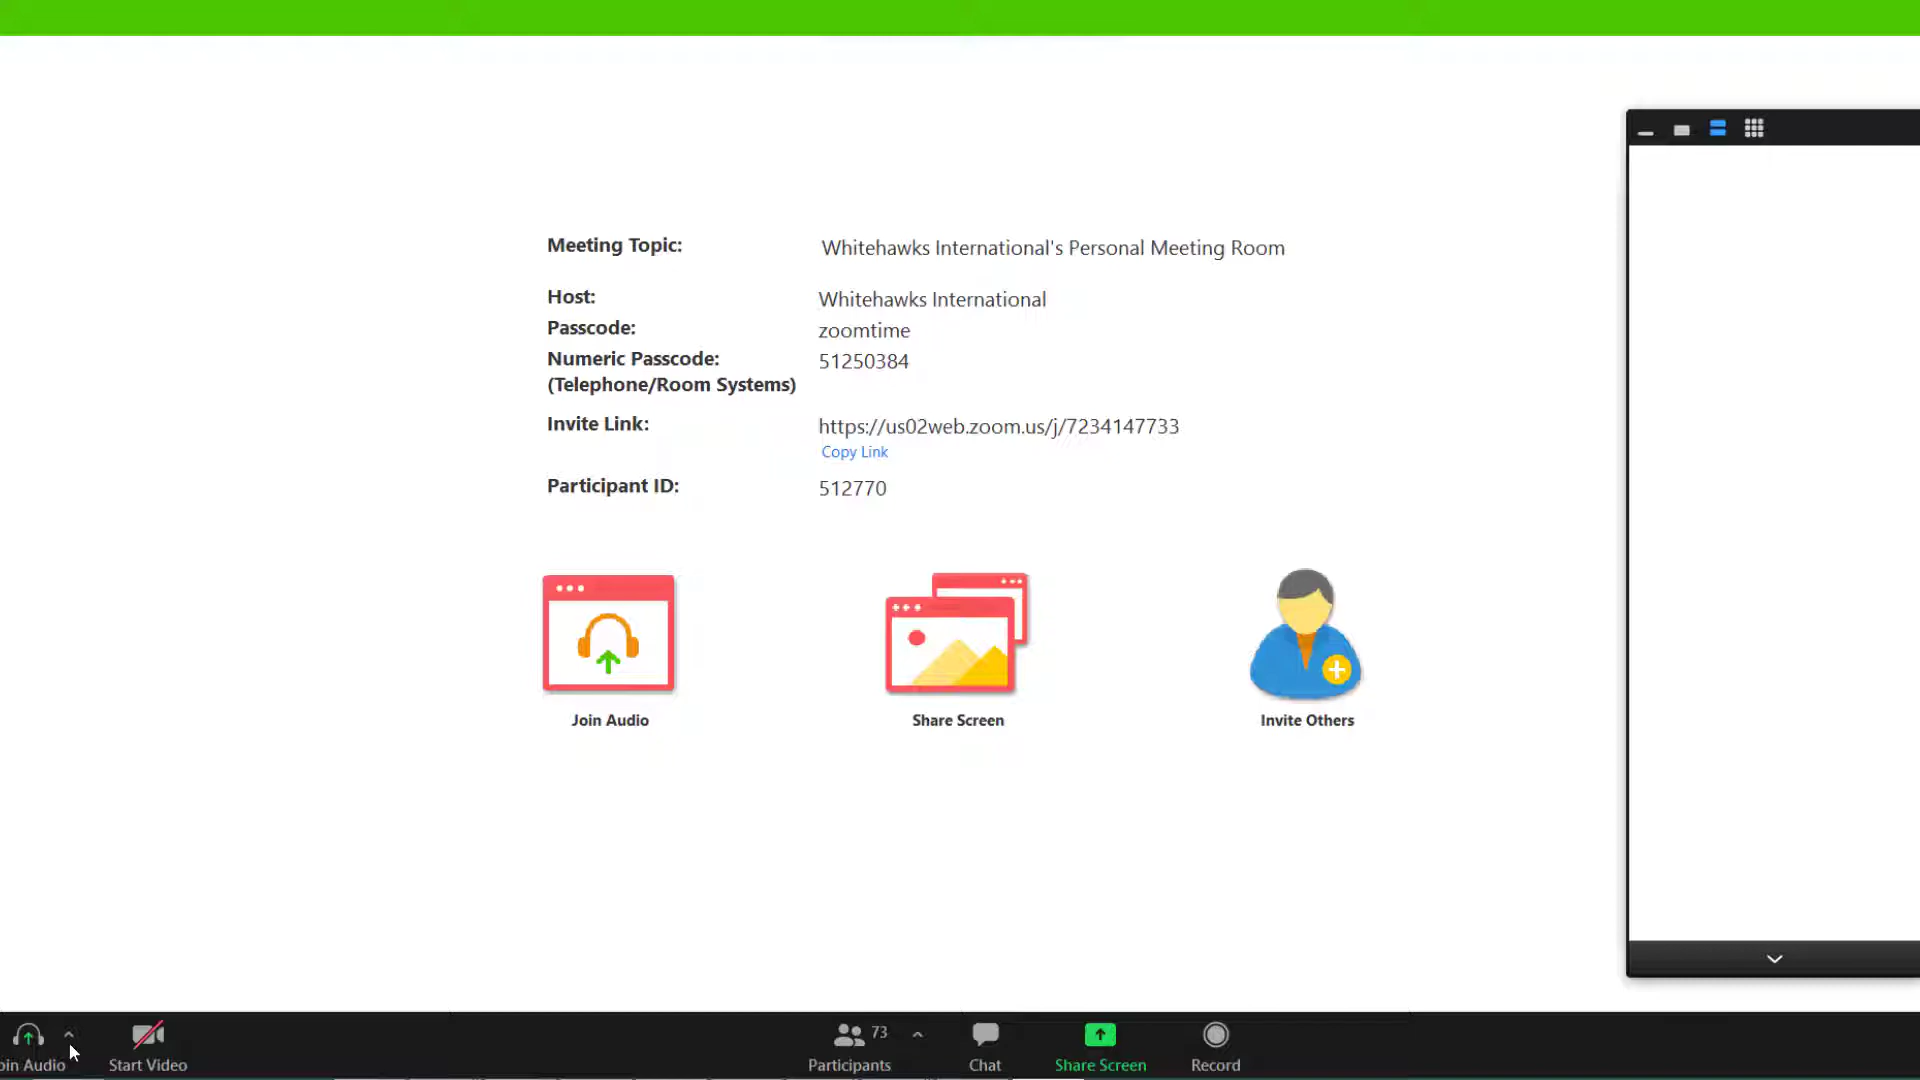 Meeting Topic: Whitehawks International's Personal Meeting Room
Host: Whitehawks International
Passcode: zoomtime
Numeric Passcode: 51250384
(Telephone/Room Systems)
Invite Link: https://us02web.zoom.us/j/7234147733
Copy Link
Participant ID: 512770
Join Audio Share Screen Invite Others
73
oin Audio Start Video Participants Chat Share Screen Record